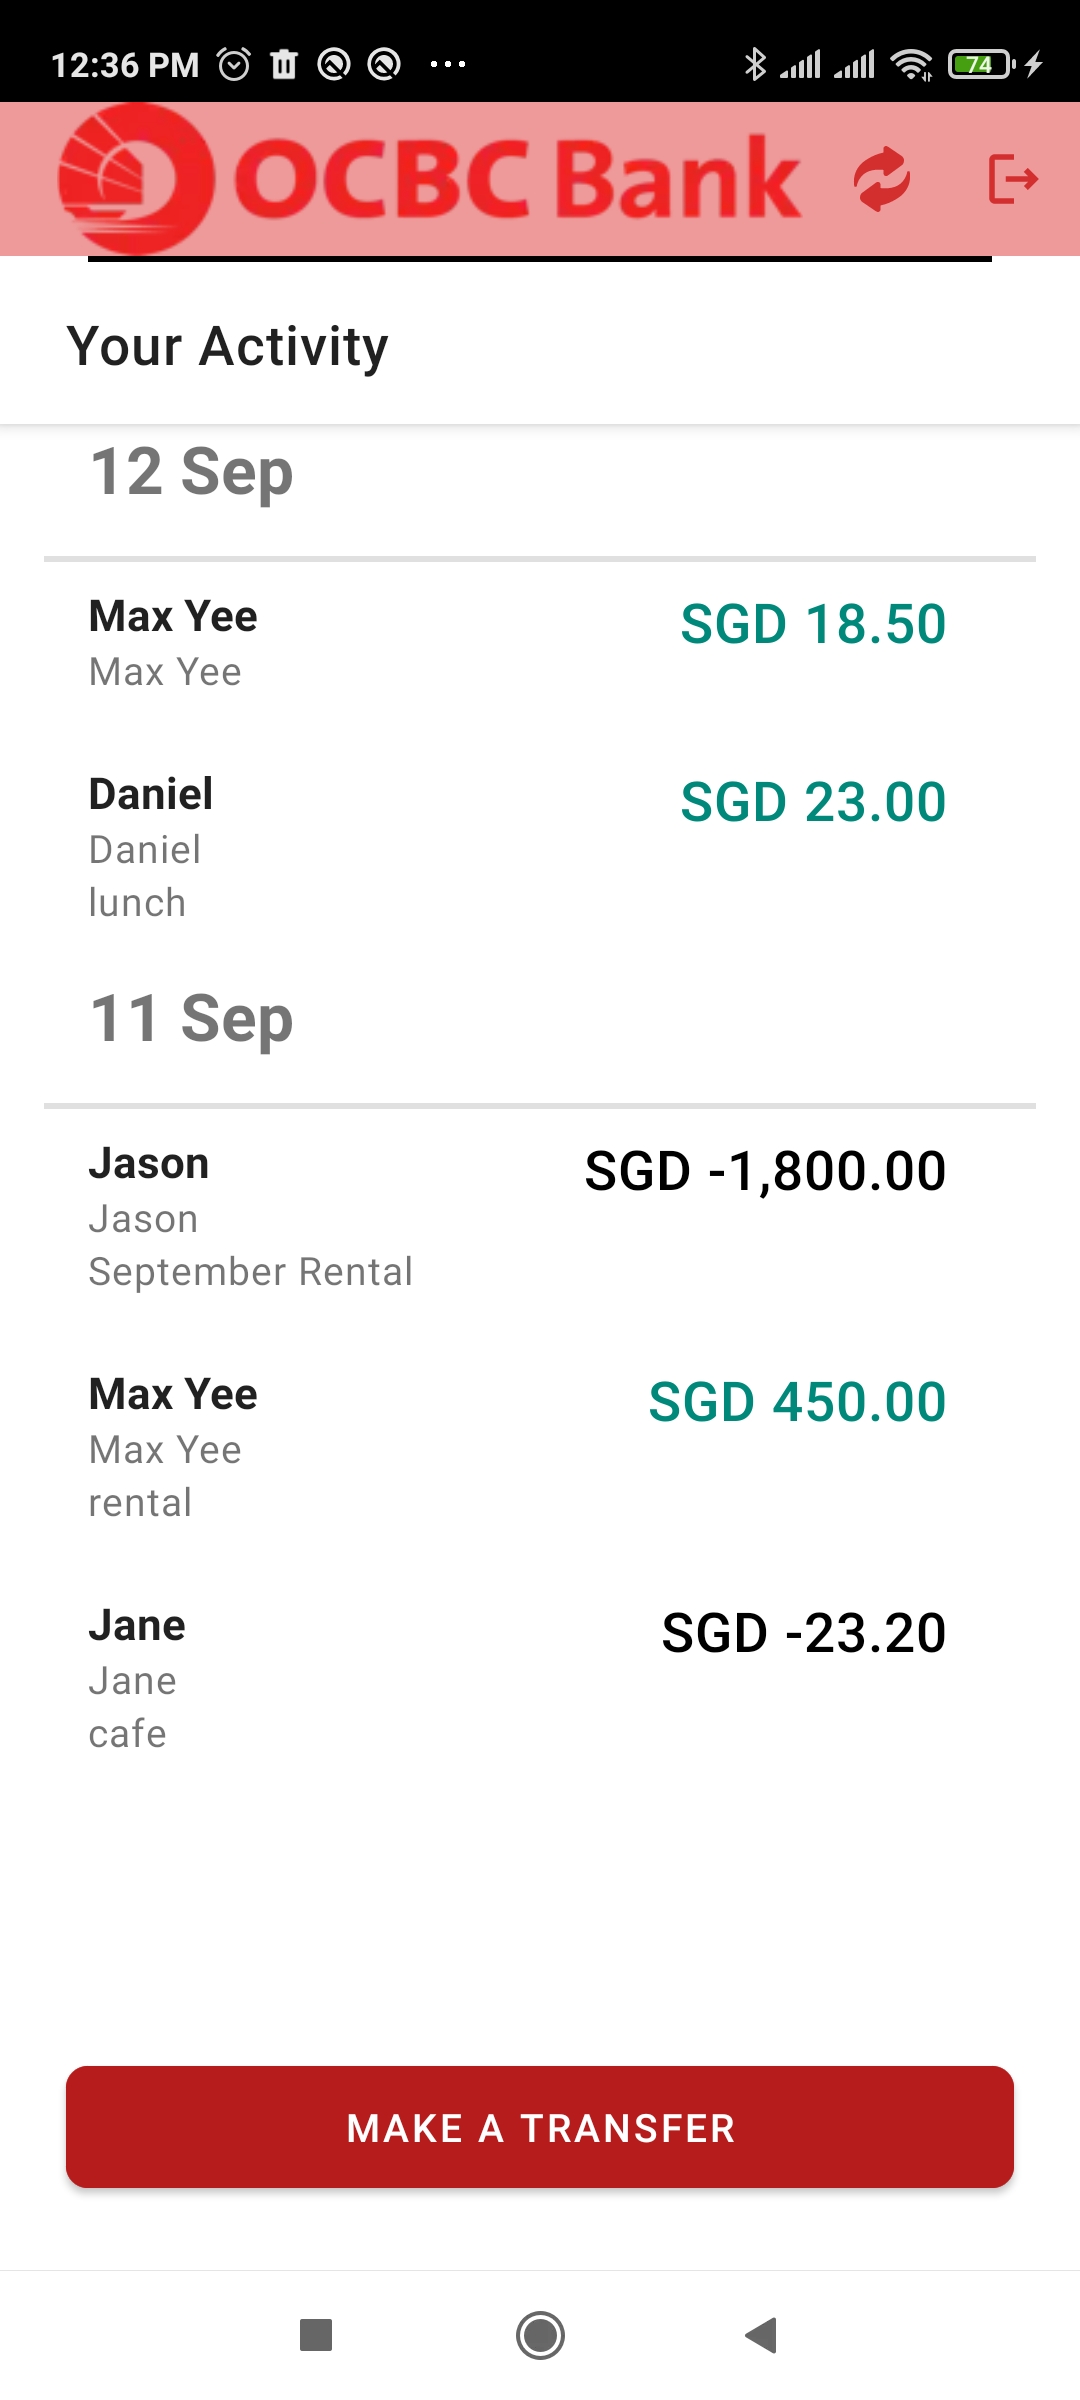 12:36 PM
74
OCBC Bank
Your Activity
12 Sep
Max Yee
SGD 18.50
Max Yee
Daniel
SGD 23.00
Daniel
lunch
11 Sep
Jason
SGD -1,800.00
Jason
September Rental
Max Yee
SGD 450.00
Max Yee
rental
Jane
SGD -23.20
Jane
cafe
MAKE A TRANSFER